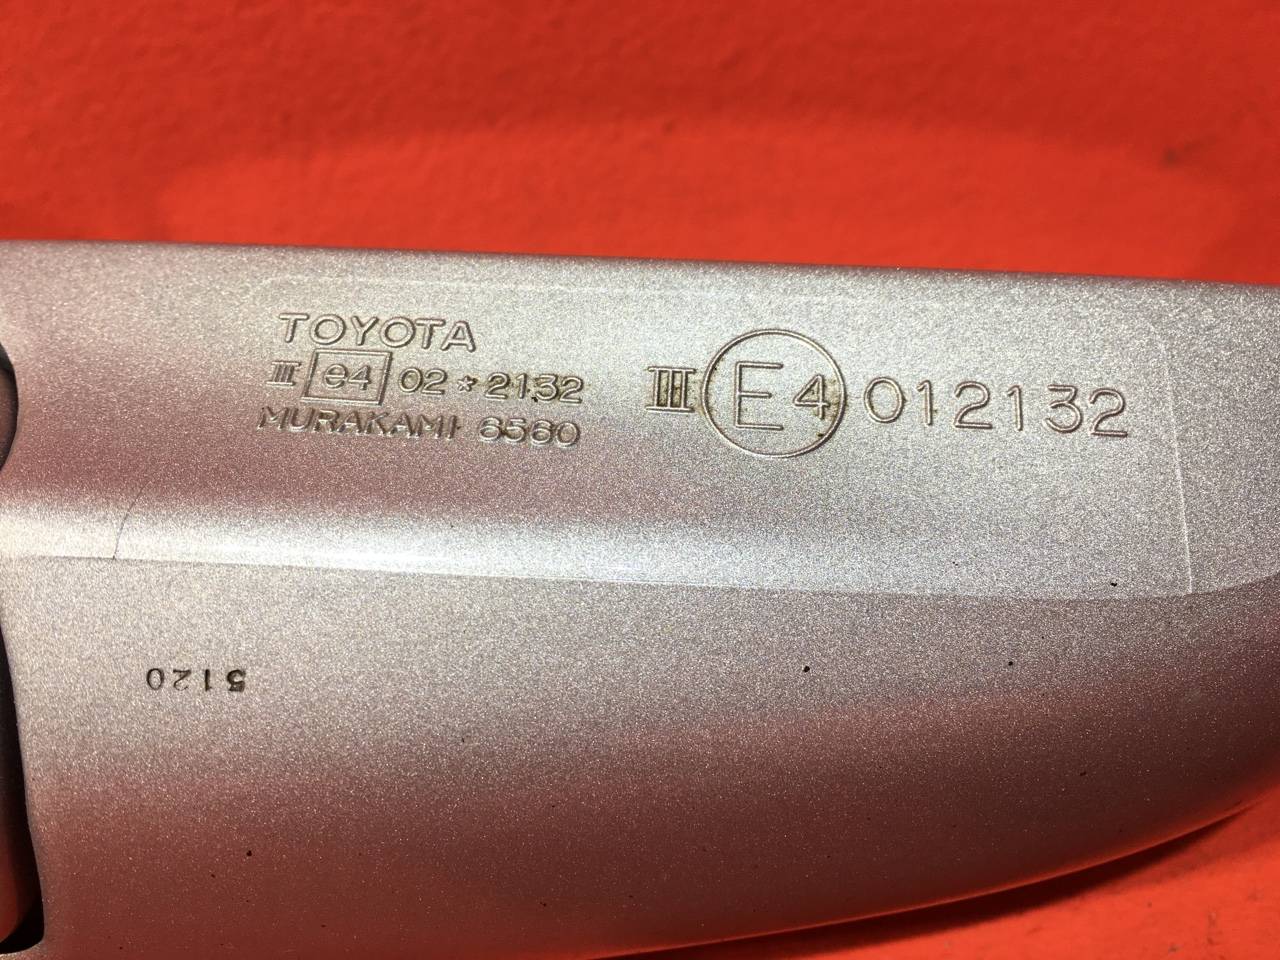 TOYOTA
III e4 02*2132
MURAKAMI 6560
III E4 012132
5120